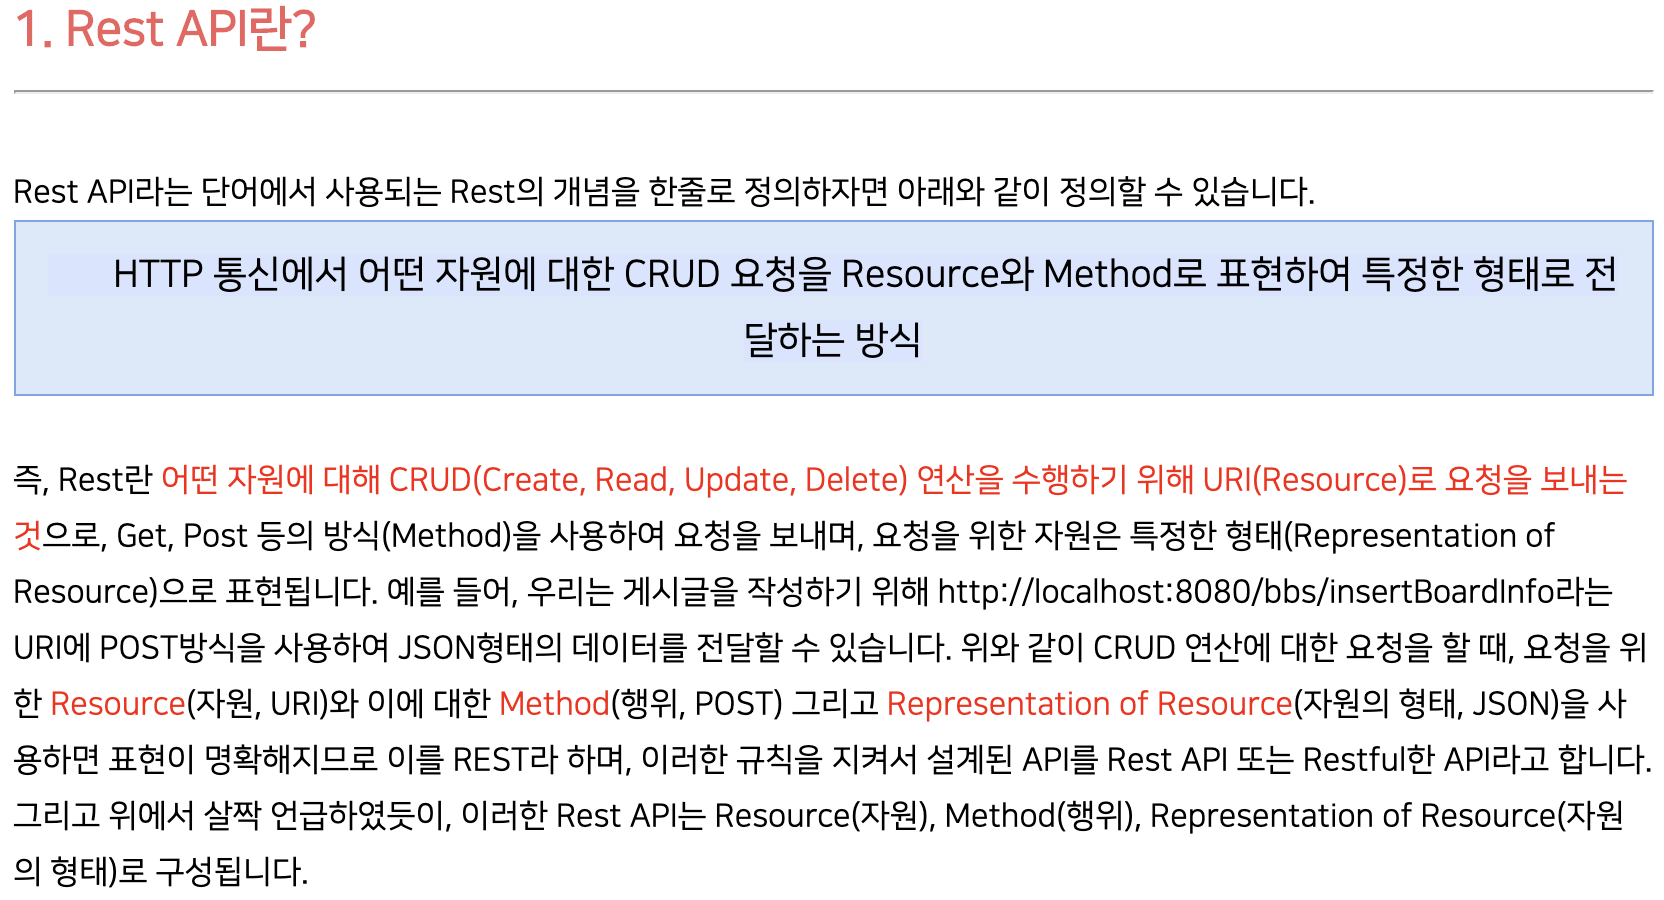 1. Rest API란?
Rest API라는 단어에서 사용되는 Rest의 개념을 한줄로 정의하자면 아래와 같이 정의할 수 있습니다.
HTTP 통신에서 어떤 자원에 대한 CRUD 요청을 Resource와 Method로 표현하여 특정한 형태로 전
달하는 방식
즉, Rest란 어떤 자원에 대해 CRUD(Create, Read, Update, Delete) 연산을 수행하기 위해 URI(Resource)로 요청을 보내는
것으로, Get, Post 등의 방식(Method)을 사용하여 요청을 보내며, 요청을 위한 자원은 특정한 형태(Representation of
Resource)으로 표현됩니다. 예를 들어, 우리는 게시글을 작성하기 위해 http://localhost:8080/bbs/insertBoardInfo라는
URI에 POST방식을 사용하여 JSON형태의 데이터를 전달할 수 있습니다. 위와 같이 CRUD 연산에 대한 요청을 할 때, 요청을 위
한 Resource(자원, URI)와 이에 대한 Method(행위, POST) 그리고 Representation of Resource(자원의 형태, JSON)을 사
용하면 표현이 명확해지므로 이를 REST라 하며, 이러한 규칙을 지켜서 설계된 API를 Rest API 또는 Restful한 API라고 합니다.
그리고 위에서 살짝 언급하였듯이, 이러한 Rest API는 Resource(자원), Method(행위), Representation of Resource(자원
의 형태)로 구성됩니다.